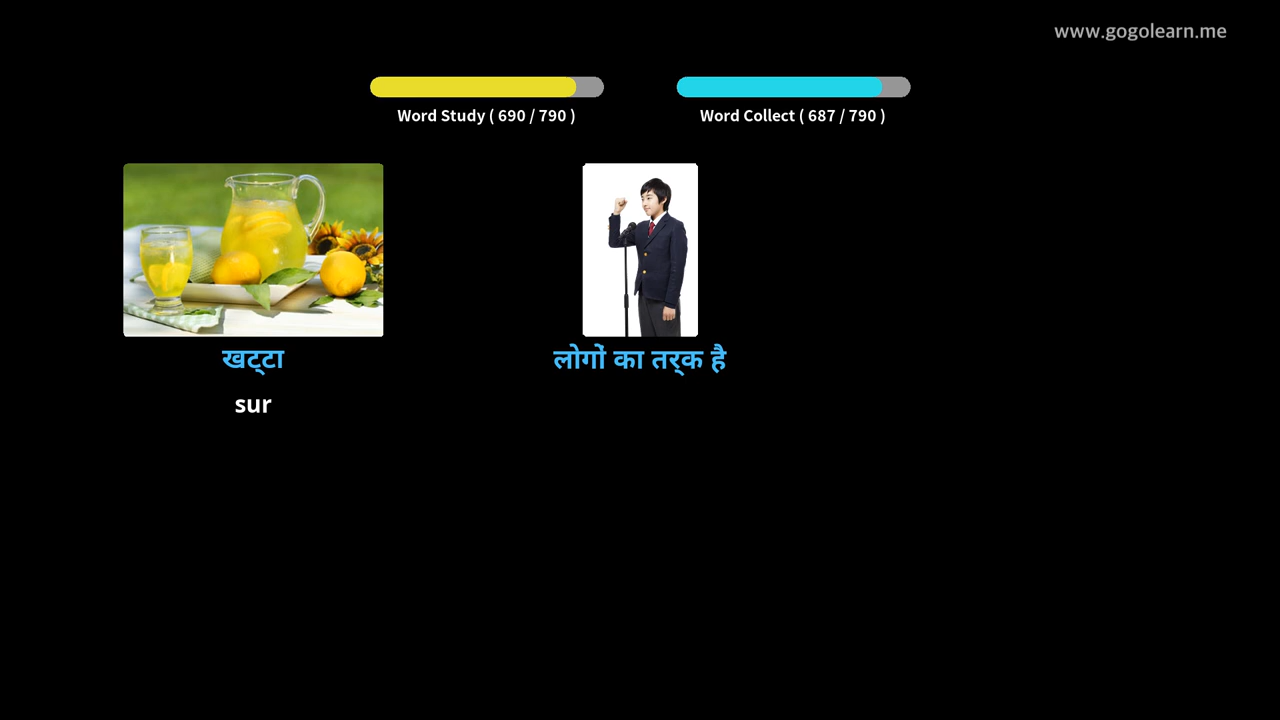 www.gogolearn.me
Word Study ( 690 / 790 )
Word Collect ( 687 / 790 )
खट्टा
लोगों का तर्क है
sur